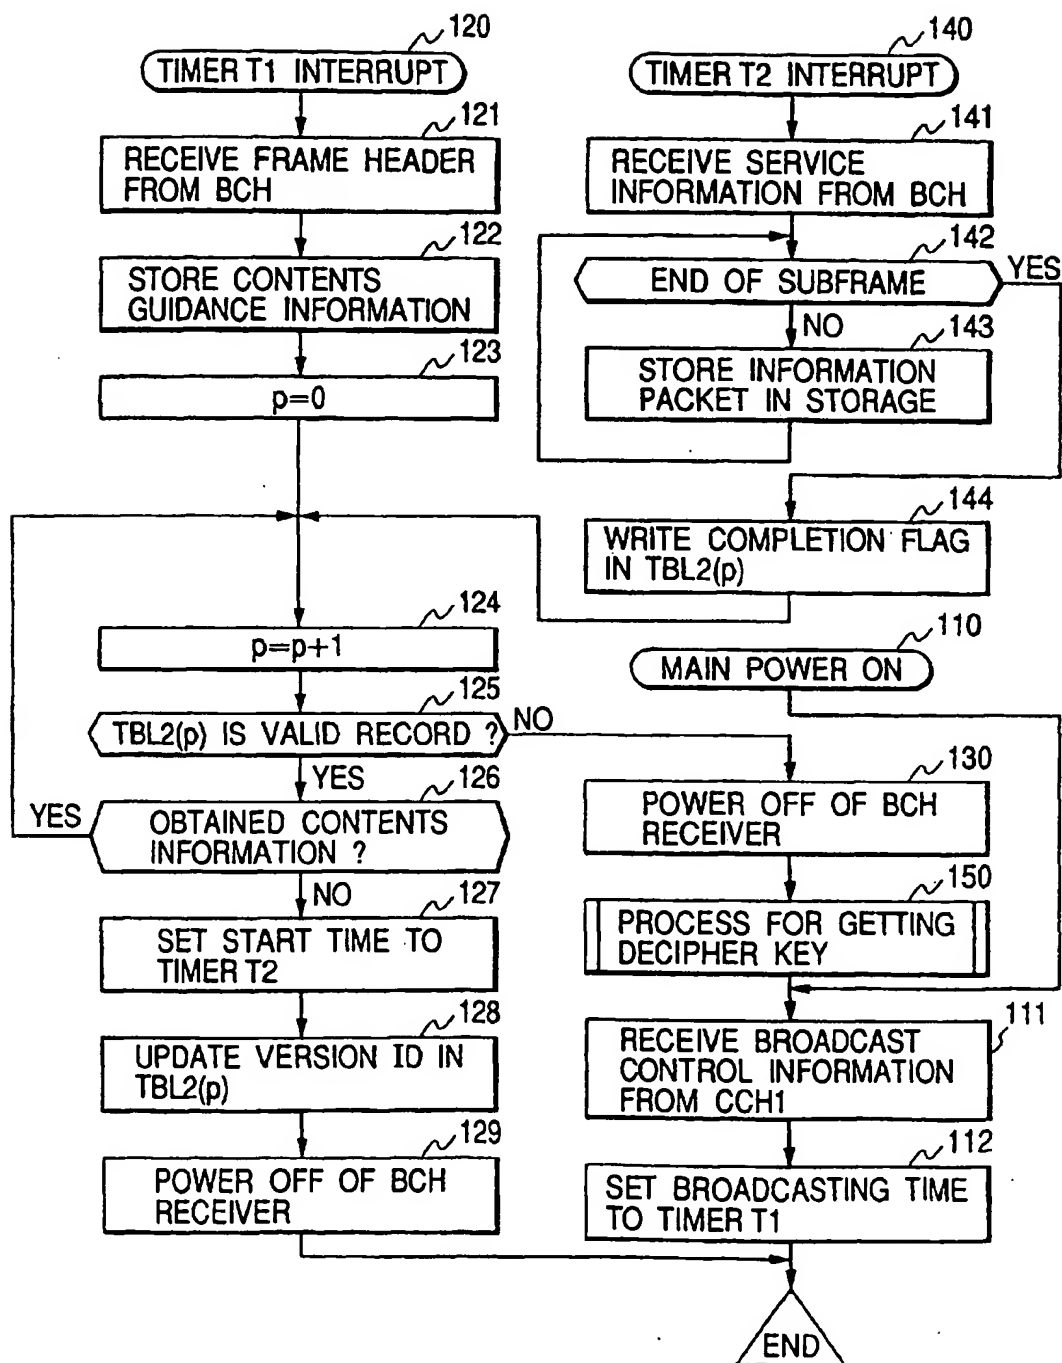 120
TIMER T1 INTERRUPT
121
RECEIVE FRAME HEADER
FROM BCH
122
STORE CONTENTS
GUIDANCE INFORMATION
123
p=0
124
p=p+1
125
TBL2(p) IS VALID RECORD ?
NO
YES
126
YES
OBTAINED CONTENTS
INFORMATION ?
NO
127
SET START TIME TO
TIMER T2
128
UPDATE VERSION ID IN
TBL2(p)
129
POWER OFF OF BCH
RECEIVER
140
TIMER T2 INTERRUPT
141
RECEIVE SERVICE
INFORMATION FROM BCH
142
END OF SUBFRAME
YES
NO
143
STORE INFORMATION
PACKET IN STORAGE
144
WRITE COMPLETION FLAG
IN TBL2(p)
110
MAIN POWER ON
130
POWER OFF OF BCH
RECEIVER
150
PROCESS FOR GETTING
DECIPHER KEY
111
RECEIVE BROADCAST
CONTROL INFORMATION
FROM CCH1
112
SET BROADCASTING TIME
TO TIMER T1
END